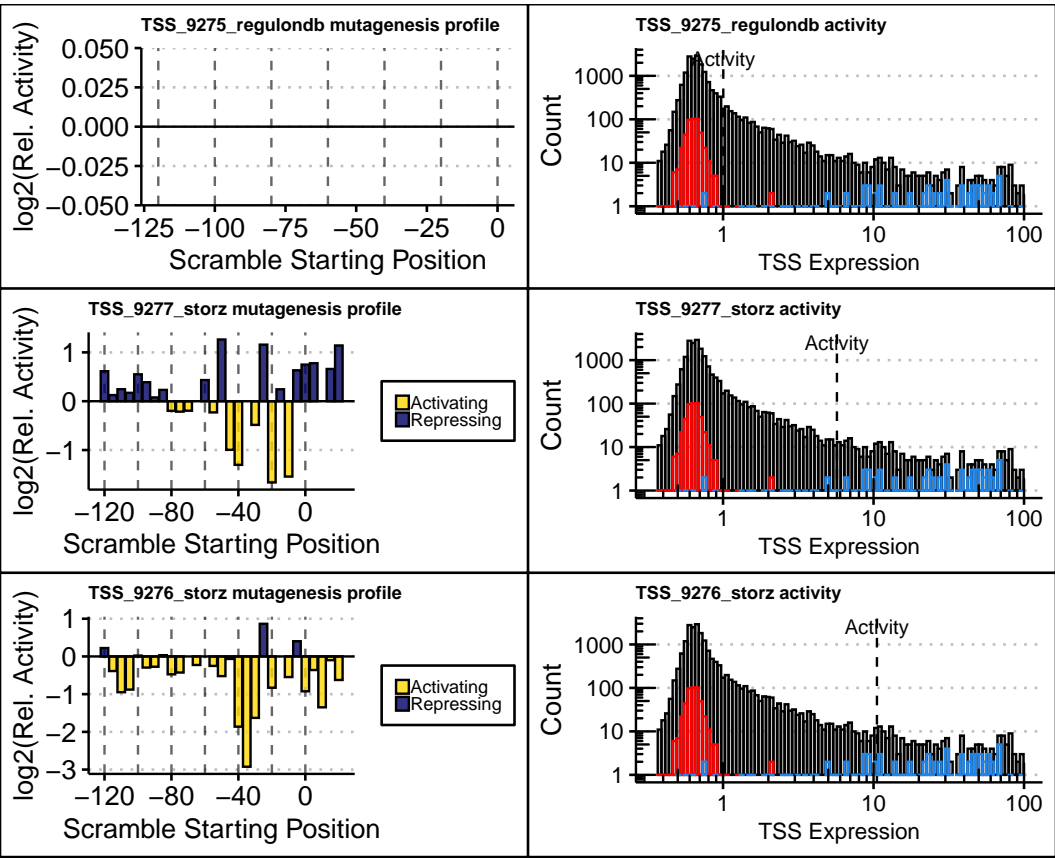 TSS_9275_regulondb mutagenesis profile
log2(Rel. Activity)
0.050
0.025
0.000
−0.025
−0.050
−125 −100 −75 −50 −25 0
Scramble Starting Position
TSS_9275_regulondb activity
Activity
Count
1000
100
10
1
1 10 100
TSS Expression
TSS_9277_storz mutagenesis profile
log2(Rel. Activity)
1
0
−1
−120 −80 −40 0
Scramble Starting Position
Activating
Repressing
TSS_9277_storz activity
Activity
Count
1000
100
10
1
1 10 100
TSS Expression
TSS_9276_storz mutagenesis profile
log2(Rel. Activity)
1
0
−1
−2
−3
−120 −80 −40 0
Scramble Starting Position
Activating
Repressing
TSS_9276_storz activity
Activity
Count
1000
100
10
1
1 10 100
TSS Expression